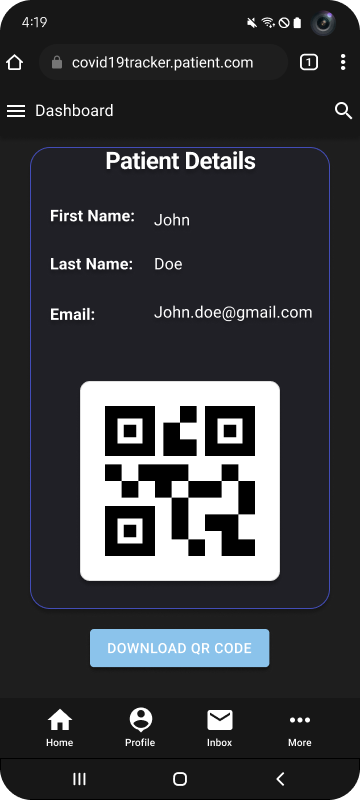 4:19
covid19tracker.patient.com
1
Dashboard
Patient Details
First Name: John
Last Name: Doe
Email: John.doe@gmail.com
DOWNLOAD QR CODE
Home Profile Inbox More